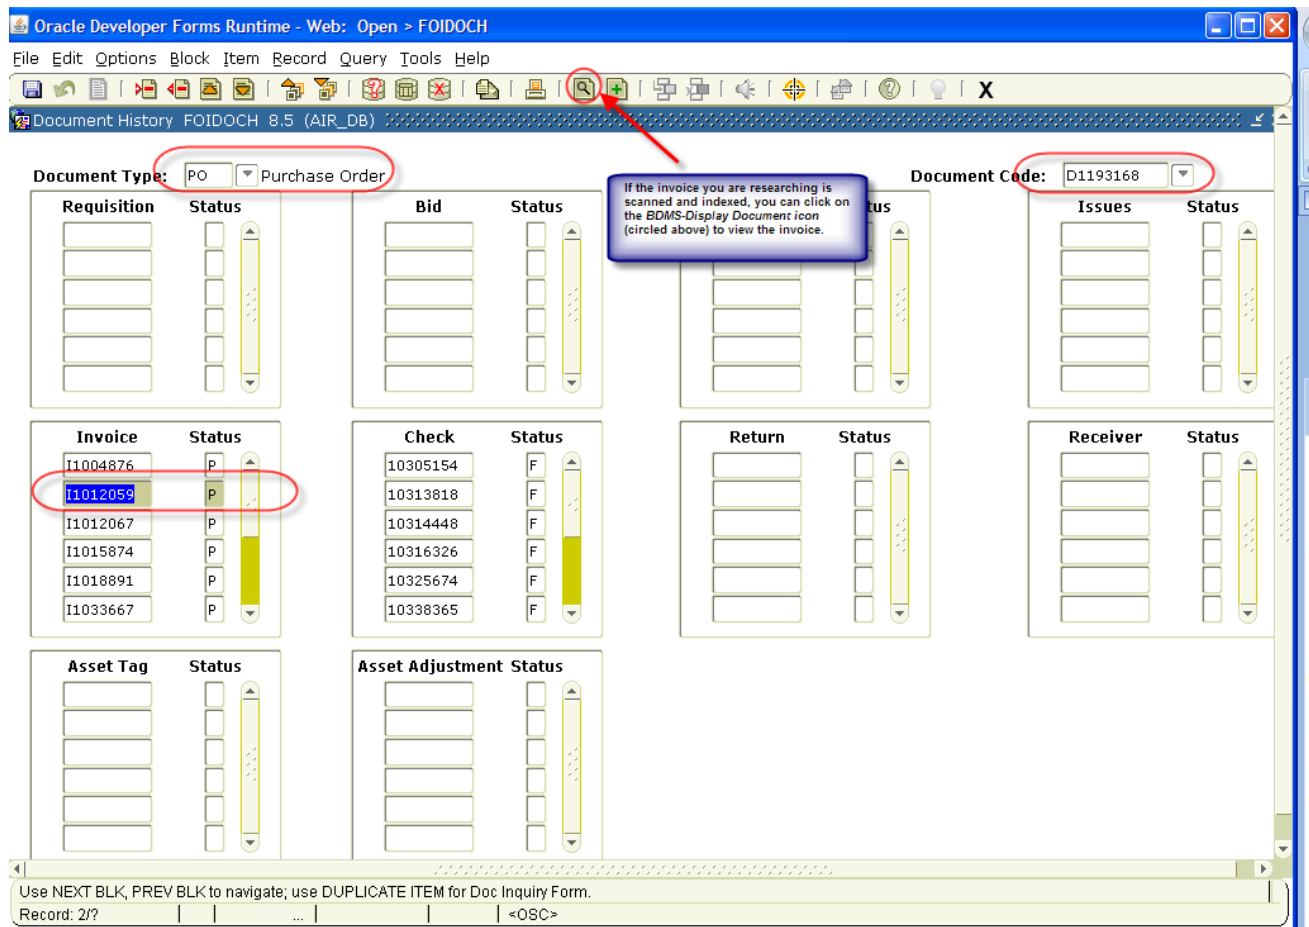 Oracle Developer Forms Runtime - Web: Open > FOIDOCH
File Edit Options Block Item Record Query Tools Help
X
Document History FOIDOCH 8.5 (AIR_DB)
Document Type: PO Purchase Order
Document Code: D1193168
If the invoice you are researching is
scanned and indexed, you can click on
the BDMS-Display Document icon
(circled above) to view the invoice.
Requisition Status Bid Status tus Issues Status
Invoice Status Check Status Return Status Receiver Status
I1004876 P 10305154 F
I1012059 P 10313818 F
I1012067 P 10314448 F
I1015874 P 10316326 F
I1018891 P 10325674 F
I1033667 P 10338365 F
Asset Tag Status Asset Adjustment Status
Use NEXT BLK, PREV BLK to navigate; use DUPLICATE ITEM for Doc Inquiry Form.
Record: 2/? ... <OSC>